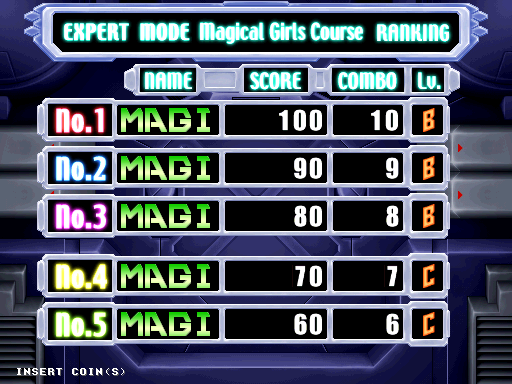 EXPERT MODE Magical Girls Course RANKING
NAME SCORE COMBO Lv.
No.1 MAGI 100 10 B
No.2 MAGI 90 9 B
No.3 MAGI 80 8 B
No.4 MAGI 70 7 C
No.5 MAGI 60 6 C
INSERT COIN(S)